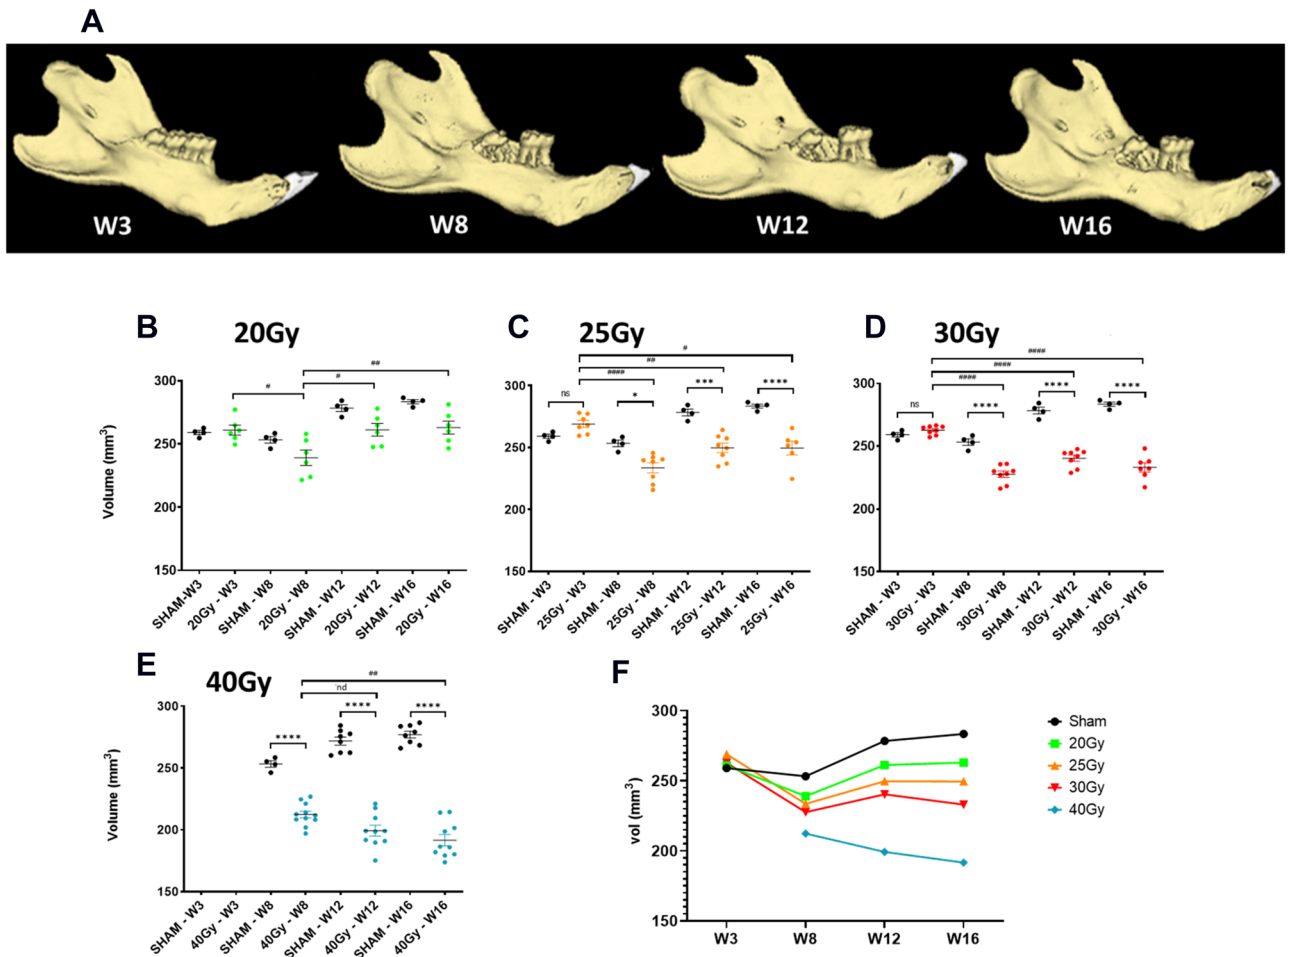 A
W3
W8
W12
W16
B
20Gy
Volume (mm3)
300
250
200
150
#
#
##
SHAM-W3
20Gy - W3
SHAM - W8
20Gy - W8
SHAM - W12
20Gy - W12
SHAM - W16
20Gy - W16
C
25Gy
#
##
####
ns
*
***
****
300
250
200
150
SHAM - W3
25Gy - W3
SHAM - W8
25Gy - W8
SHAM - W12
25Gy - W12
SHAM - W16
25Gy - W16
D
30Gy
####
####
####
ns
****
****
****
300
250
200
150
SHAM - W3
30Gy - W3
SHAM - W8
30Gy - W8
SHAM - W12
30Gy - W12
SHAM - W16
30Gy - W16
E
40Gy
##
nd
****
****
****
Volume (mm3)
300
250
200
150
SHAM - W3
40Gy - W3
SHAM - W8
40Gy - W8
SHAM - W12
40Gy - W12
SHAM - W16
40Gy - W16
F
vol (mm3)
300
250
200
150
W3
W8
W12
W16
Sham
20Gy
25Gy
30Gy
40Gy